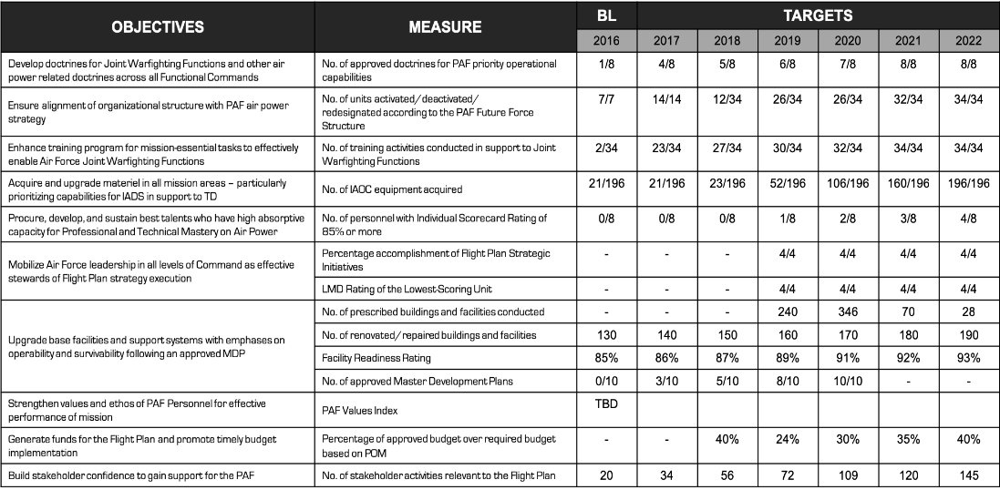 OBJECTIVES MEASURE BL TARGETS
2016 2017 2018 2019 2020 2021 2022
Develop doctrines for Joint Warfighting Functions and other air
power related doctrines across all Functional Commands
No. of approved doctrines for PAF priority operational
capabilities
1/8 4/8 5/8 6/8 7/8 8/8 8/8
Ensure alignment of organizational structure with PAF air power
strategy
No. of units activated/ deactivated/
redesignated according to the PAF Future Force
Structure
7/7 14/14 12/34 26/34 26/34 32/34 34/34
Enhance training program for mission-essential tasks to effectively
enable Air Force Joint Warfighting Functions
No. of training activities conducted in support to Joint
Warfighting Functions
2/34 23/34 27/34 30/34 32/34 34/34 34/34
Acquire and upgrade materiel in all mission areas – particularly
prioritizing capabilities for IADS in support to TD
No. of IAOC equipment acquired
21/196 21/196 23/196 52/196 106/196 160/196 196/196
Procure, develop, and sustain best talents who have high absorptive
capacity for Professional and Technical Mastery on Air Power
No. of personnel with Individual Scorecard Rating of
85% or more
0/8 0/8 0/8 1/8 2/8 3/8 4/8
Mobilize Air Force leadership in all levels of Command as effective
stewards of Flight Plan strategy execution
Percentage accomplishment of Flight Plan Strategic
Initiatives
- - - 4/4 4/4 4/4 4/4
LMD Rating of the Lowest-Scoring Unit
- - - 4/4 4/4 4/4 4/4
Upgrade base facilities and support systems with emphases on
operability and survivability following an approved MDP
No. of prescribed buildings and facilities conducted
- - - 240 346 70 28
No. of renovated/repaired buildings and facilities
130 140 150 160 170 180 190
Facility Readiness Rating
85% 86% 87% 89% 91% 92% 93%
No. of approved Master Development Plans
0/10 3/10 5/10 8/10 10/10 - -
Strengthen values and ethos of PAF Personnel for effective
performance of mission
PAF Values Index
TBD
Generate funds for the Flight Plan and promote timely budget
implementation
Percentage of approved budget over required budget
based on POM
- - 40% 24% 30% 35% 40%
Build stakeholder confidence to gain support for the PAF
No. of stakeholder activities relevant to the Flight Plan
20 34 56 72 109 120 145